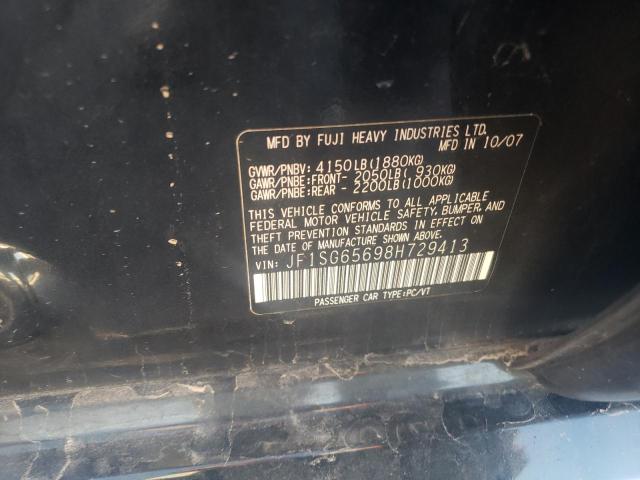 MFD BY FUJI HEAVY INDUSTRIES LTD.
MFD IN 10/07
GVWR/PNBV: 4150LB(1880KG)
GAWR/PNBE:FRONT- 2050LB( 930KG)
GAWR/PNBE:REAR - 2200LB(1000KG)
THIS VEHICLE CONFORMS TO ALL APPLICABLE
FEDERAL MOTOR VEHICLE SAFETY, BUMPER, AND
THEFT PREVENTION STANDARDS IN EFFECT ON
THE DATE OF MANUFACTURE SHOWN ABOVE.
VIN: JF1SG65698H729413
PASSENGER CAR TYPE:PC/VT